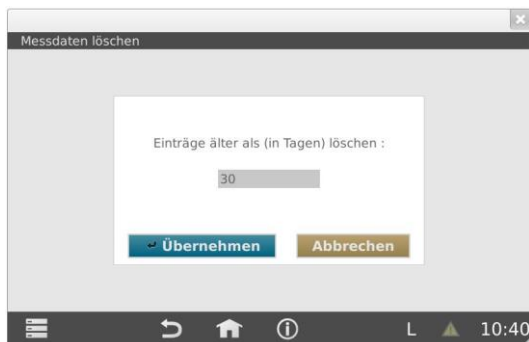 Messdaten löschen
Einträge älter als (in Tagen) löschen :
30
Übernehmen Abbrechen
L 10:40